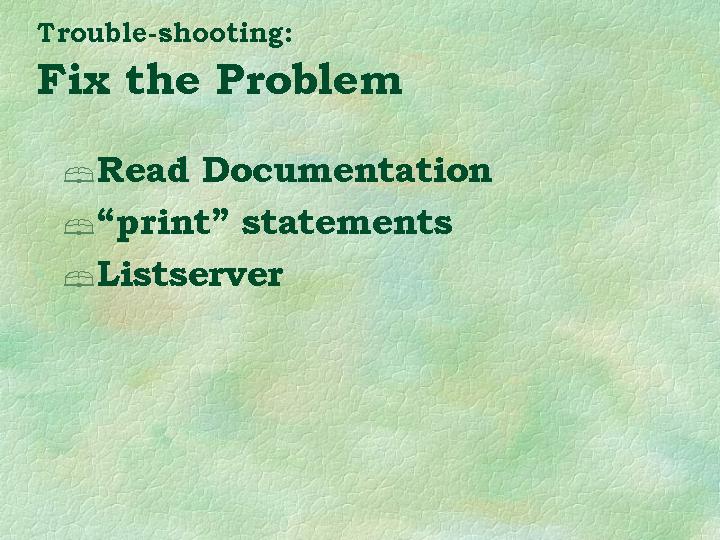 Trouble-shooting:
Fix the Problem
Read Documentation
“print” statements
Listserver